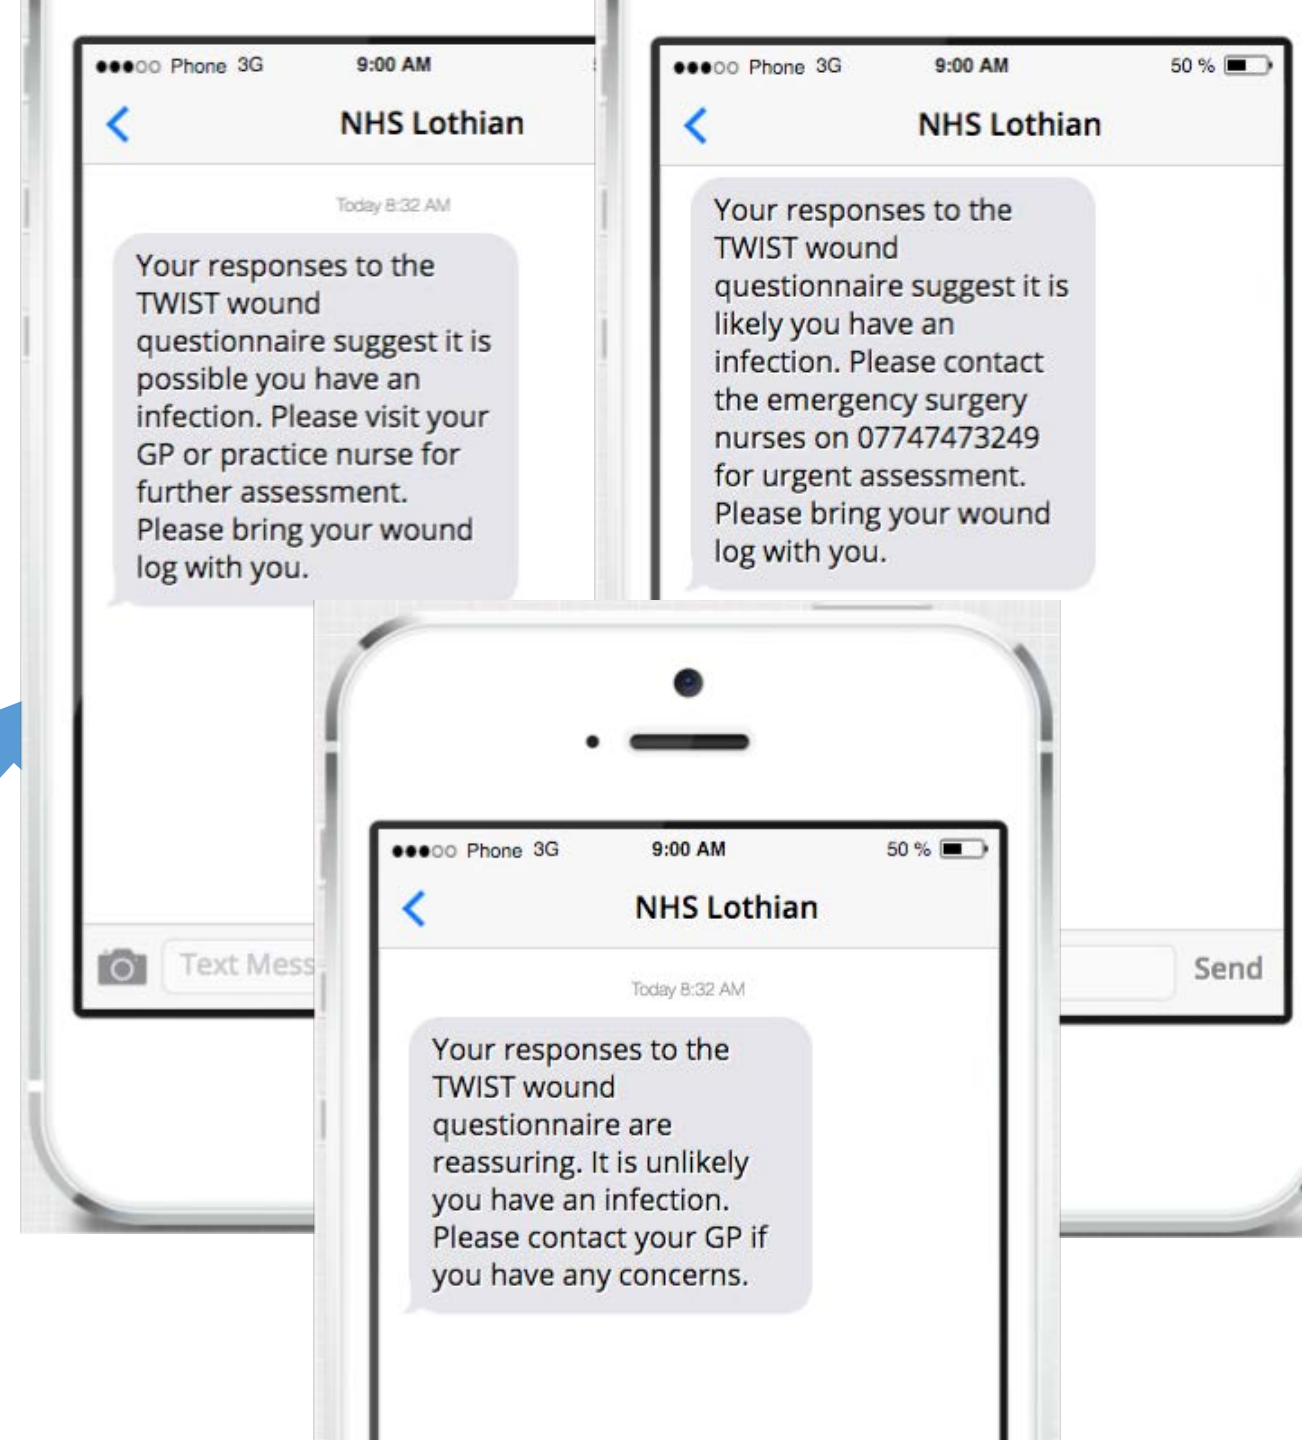 Phone 3G 9:00 AM
NHS Lothian
Today 8:32 AM
Your responses to the
TWIST wound
questionnaire suggest it is
possible you have an
infection. Please visit your
GP or practice nurse for
further assessment.
Please bring your wound
log with you.
Text Mess
Phone 3G 9:00 AM 50 %
NHS Lothian
Your responses to the
TWIST wound
questionnaire suggest it is
likely you have an
infection. Please contact
the emergency surgery
nurses on 07747473249
for urgent assessment.
Please bring your wound
log with you.
Send
Phone 3G 9:00 AM 50 %
NHS Lothian
Today 8:32 AM
Your responses to the
TWIST wound
questionnaire are
reassuring. It is unlikely
you have an infection.
Please contact your GP if
you have any concerns.